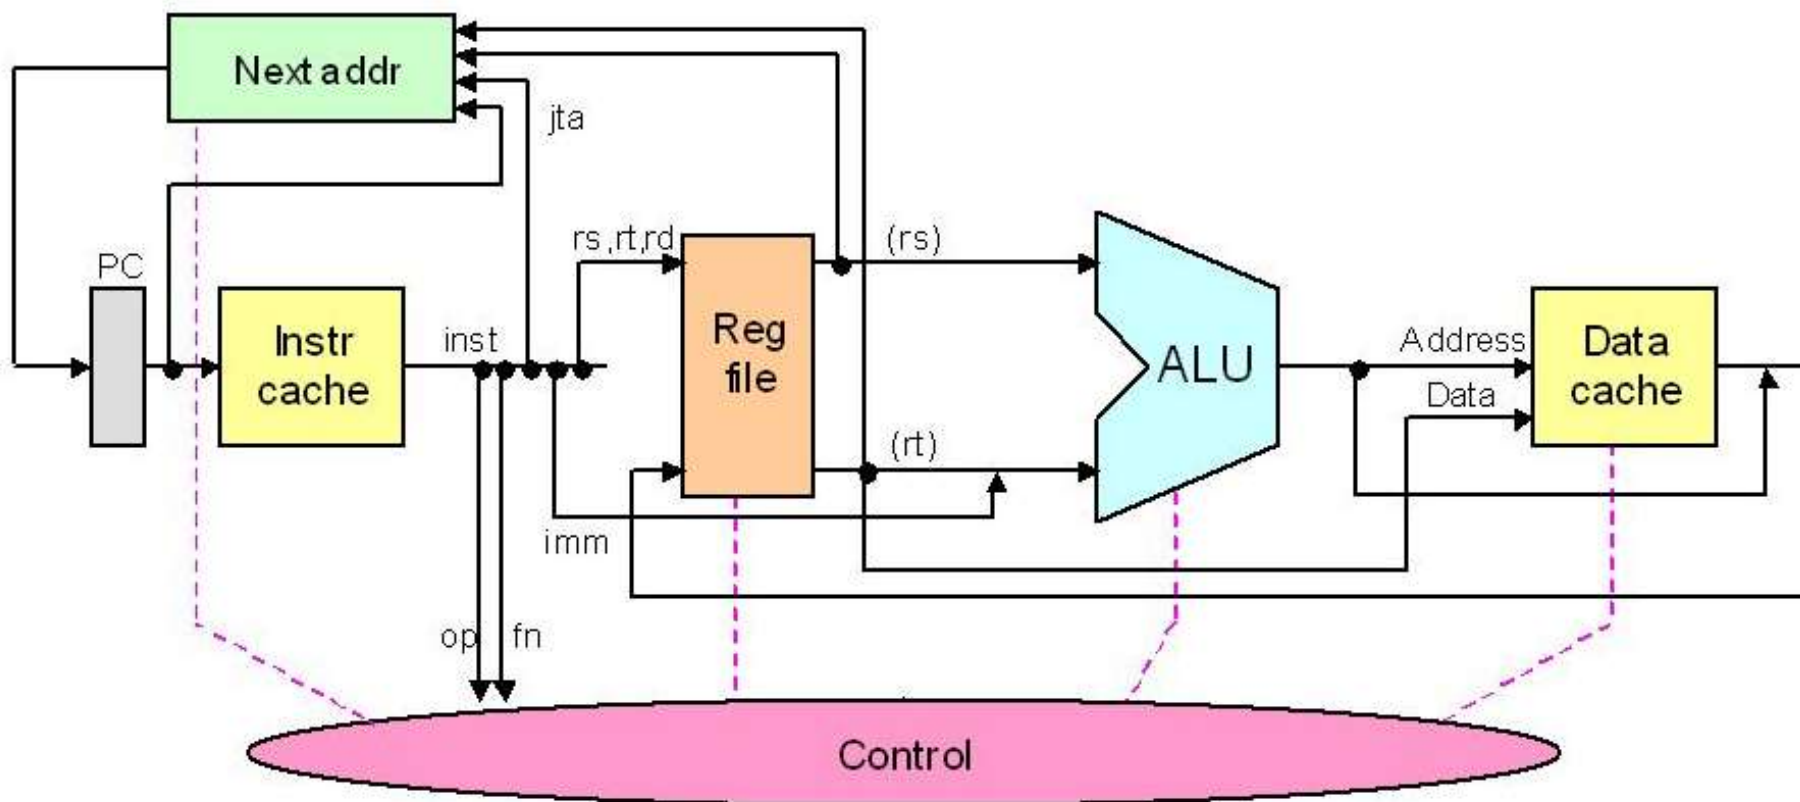 Next addr
jta
rs,rt,rd
(rs)
PC
Instr
cache
inst
Reg
file
ALU
Address
Data
Data
cache
(rt)
imm
op
fn
Control